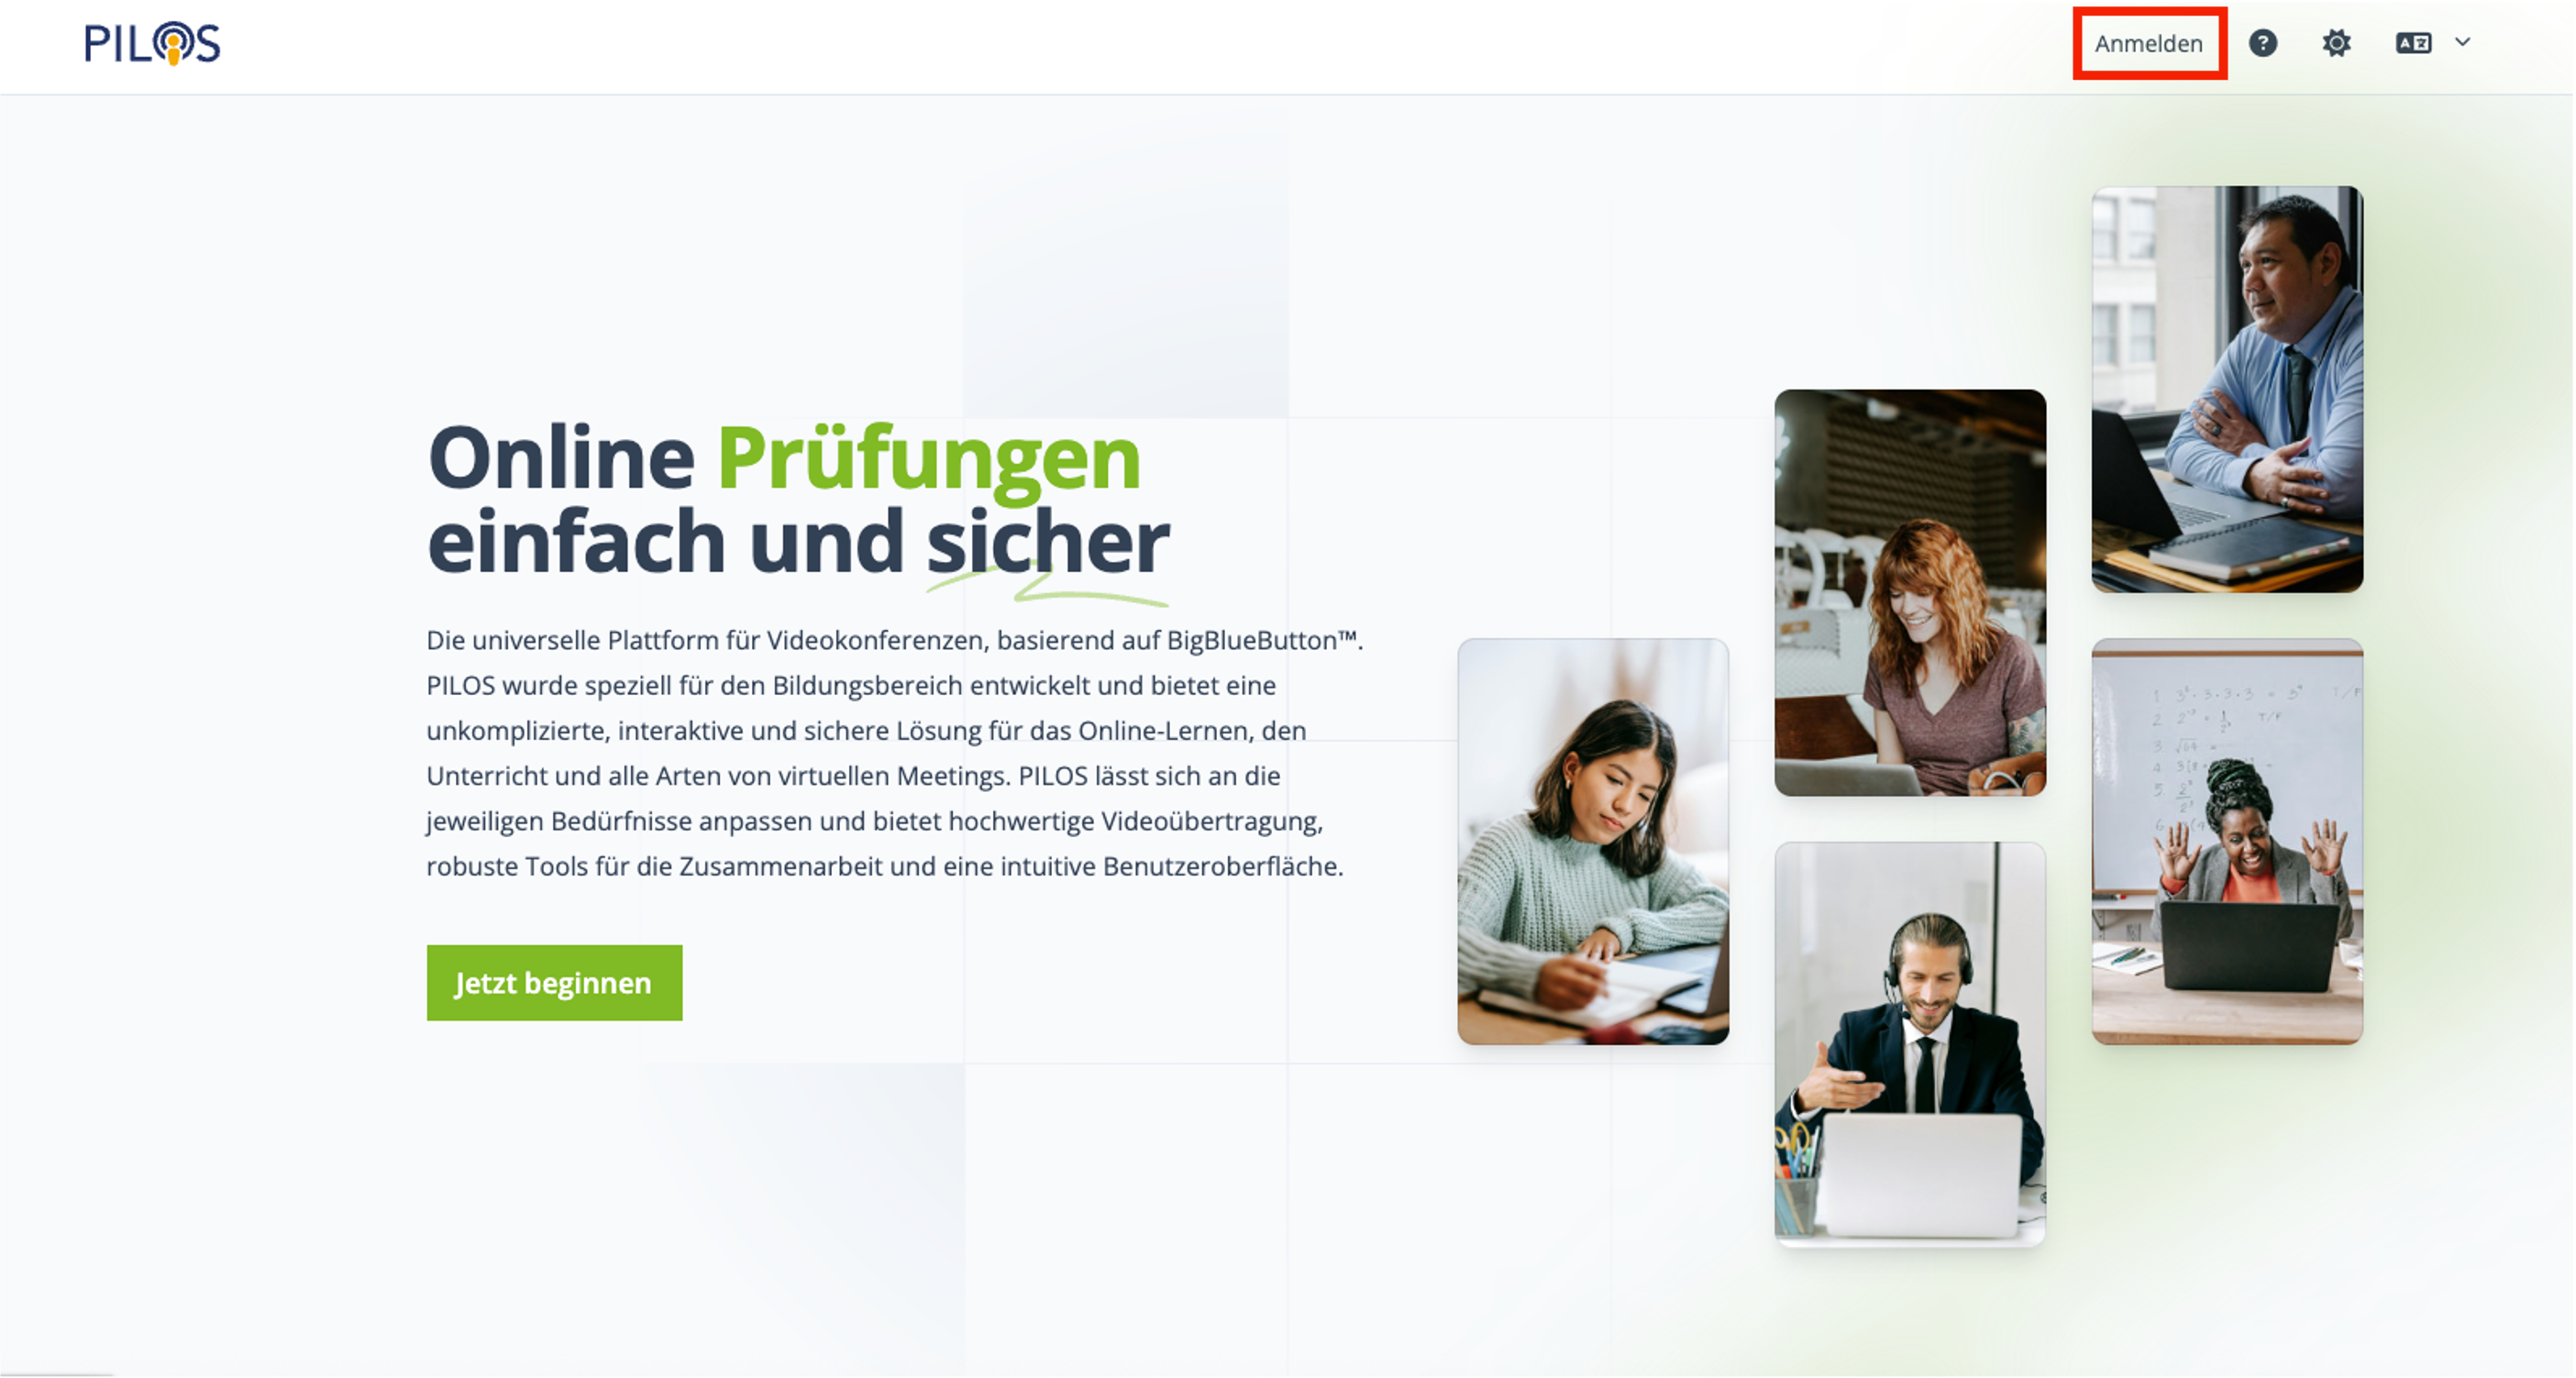 PILOS
Anmelden
Online Prüfungen
einfach und sicher
Die universelle Plattform für Videokonferenzen, basierend auf BigBlueButton™.
PILOS wurde speziell für den Bildungsbereich entwickelt und bietet eine
unkomplizierte, interaktive und sichere Lösung für das Online-Lernen, den
Unterricht und alle Arten von virtuellen Meetings. PILOS lässt sich an die
jeweiligen Bedürfnisse anpassen und bietet hochwertige Videoübertragung,
robuste Tools für die Zusammenarbeit und eine intuitive Benutzeroberfläche.
Jetzt beginnen